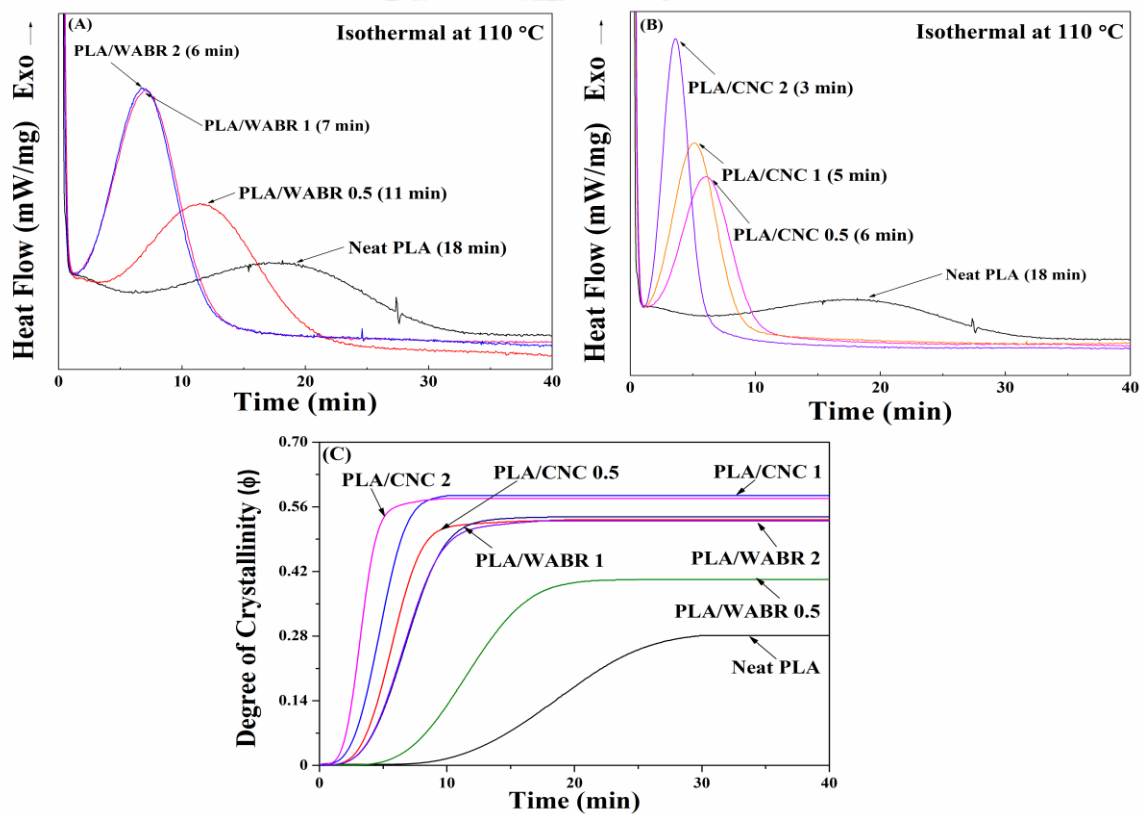 (A)
Isothermal at 110 °C
PLA/WABR 2 (6 min)
PLA/WABR 1 (7 min)
PLA/WABR 0.5 (11 min)
Neat PLA (18 min)
Heat Flow (mW/mg) Exo →
0 10 20 30 40
Time (min)
(B)
Isothermal at 110 °C
PLA/CNC 2 (3 min)
PLA/CNC 1 (5 min)
PLA/CNC 0.5 (6 min)
Neat PLA (18 min)
Heat Flow (mW/mg) Exo →
0 10 20 30 40
Time (min)
(C)
PLA/CNC 2
PLA/CNC 0.5
PLA/CNC 1
PLA/WABR 1
PLA/WABR 2
PLA/WABR 0.5
Neat PLA
Degree of Crystallinity (ϕ)
0.70
0.56
0.42
0.28
0.14
0
0 10 20 30 40
Time (min)